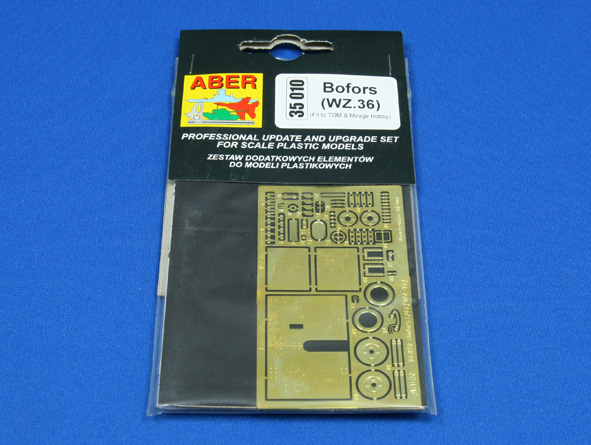 ABER
35 010
Bofors
(WZ.36)
(Fit to TOM & Mirage Hobby)
PROFESSIONAL UPDATE AND UPGRADE SET
FOR SCALE PLASTIC MODELS
ZESTAW DODATKOWYCH ELEMENTÓW
DO MODELI PLASTIKOWYCH